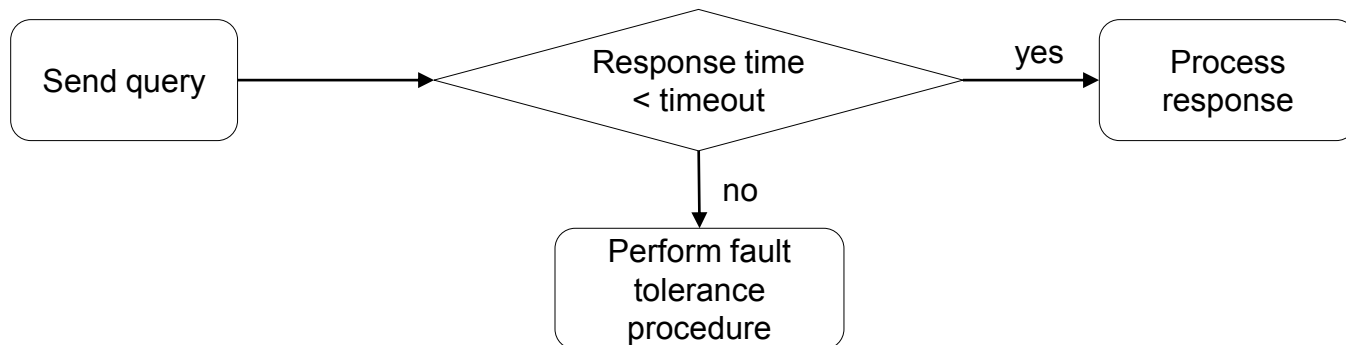 Send query
Response time
< timeout
yes
Process
response
no
Perform fault
tolerance
procedure